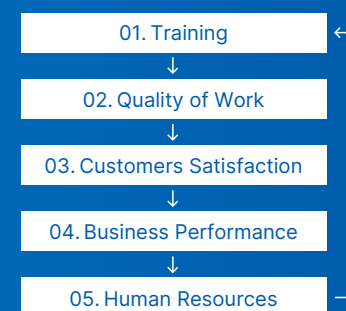 01. Training
02. Quality of Work
03. Customers Satisfaction
04. Business Performance
05. Human Resources